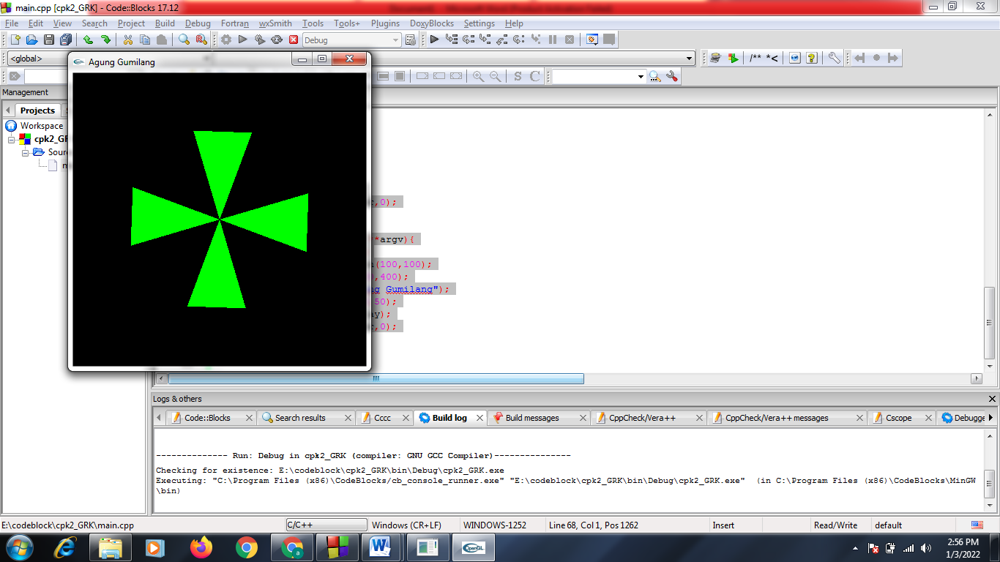 main.cpp [cpk2_GRK] - Code::Blocks 17.12
File Edit View Search Project Build Debug Fortran wxSmith Tools Tools+ Plugins DoxyBlocks Settings Help
Debug
<global>
/** *<
S C
Agung Gumilang
Management
Projects
Workspace
cpk2_GR
Sourc
,0);
*argv){
(100,100);
,400);
Gumilang");
50);
);
,0);
Logs & others
Code::Blocks Search results Cccc Build log Build messages CppCheck/Vera++ CppCheck/Vera++ messages Cscope Debugge
-------------- Run: Debug in cpk2_GRK (compiler: GNU GCC Compiler)---------------
Checking for existence: E:\codeblock\cpk2_GRK\bin\Debug\cpk2_GRK.exe
Executing: "C:\Program Files (x86)\CodeBlocks/cb_console_runner.exe" "E:\codeblock\cpk2_GRK\bin\Debug\cpk2_GRK.exe"  (in C:\Program Files (x86)\CodeBlocks\MinGW
\bin)
E:\codeblock\cpk2_GRK\main.cpp C/C++ Windows (CR+LF) WINDOWS-1252 Line 68, Col 1, Pos 1262 Insert Read/Write default
OpenGL
2:56 PM
1/3/2022